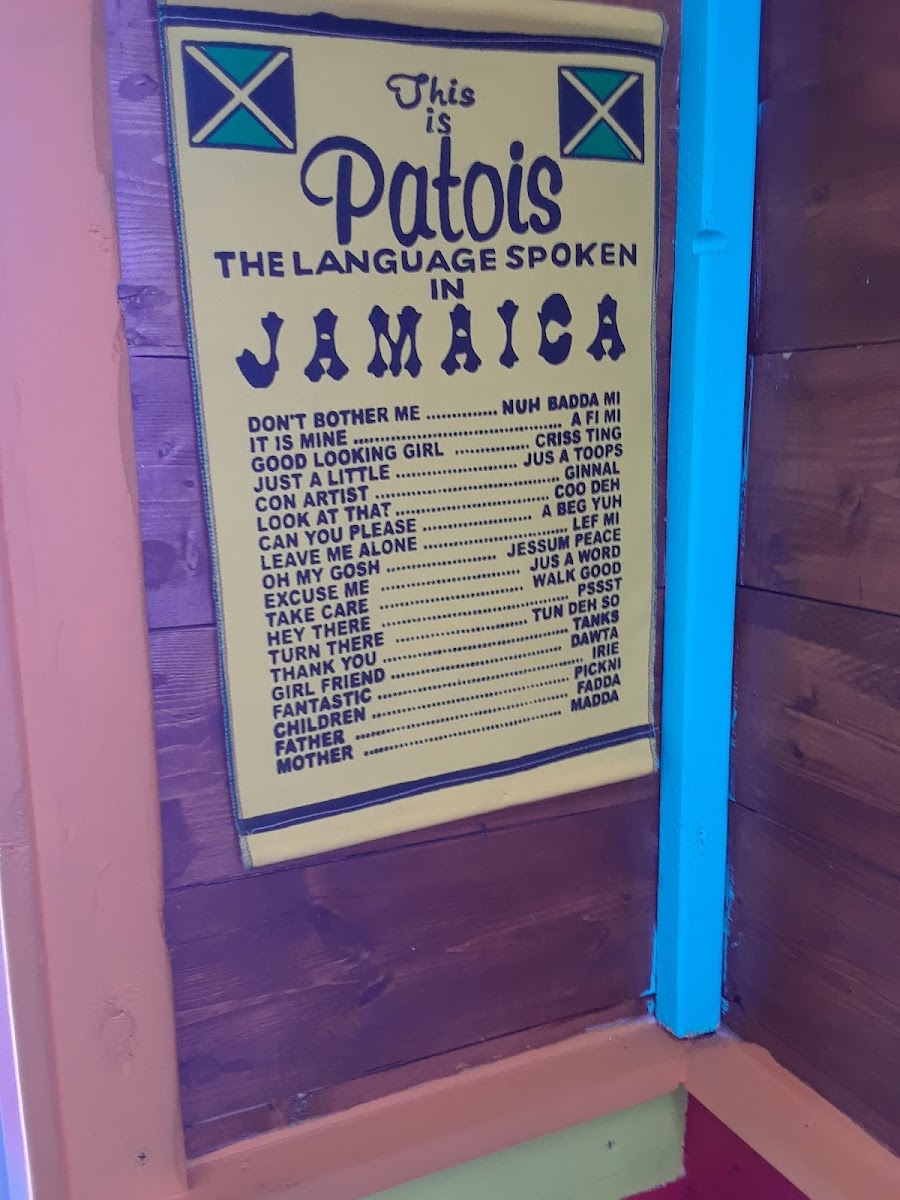 This
is
Patois
THE LANGUAGE SPOKEN
IN
JAMAICA
DON'T BOTHER ME ............. NUH BADDA MI
IT IS MINE ...................................... A FI MI
GOOD LOOKING GIRL ............. CRISS TING
JUST A LITTLE ...................... JUS A TOOPS
CON ARTIST .................................. GINNAL
LOOK AT THAT ............................ COO DEH
CAN YOU PLEASE .................... A BEG YUH
LEAVE ME ALONE .......................... LEF MI
OH MY GOSH .................... JESSUM PEACE
EXCUSE ME ......................... JUS A WORD
TAKE CARE .......................... WALK GOOD
HEY THERE .................................. PSSST
TURN THERE ........................ TUN DEH SO
THANK YOU .................................. TANKS
GIRL FRIEND ............................... DAWTA
FANTASTIC ..................................... IRIE
CHILDREN .................................... PICKNI
FATHER ...................................... FADDA
MOTHER .................................... MADDA